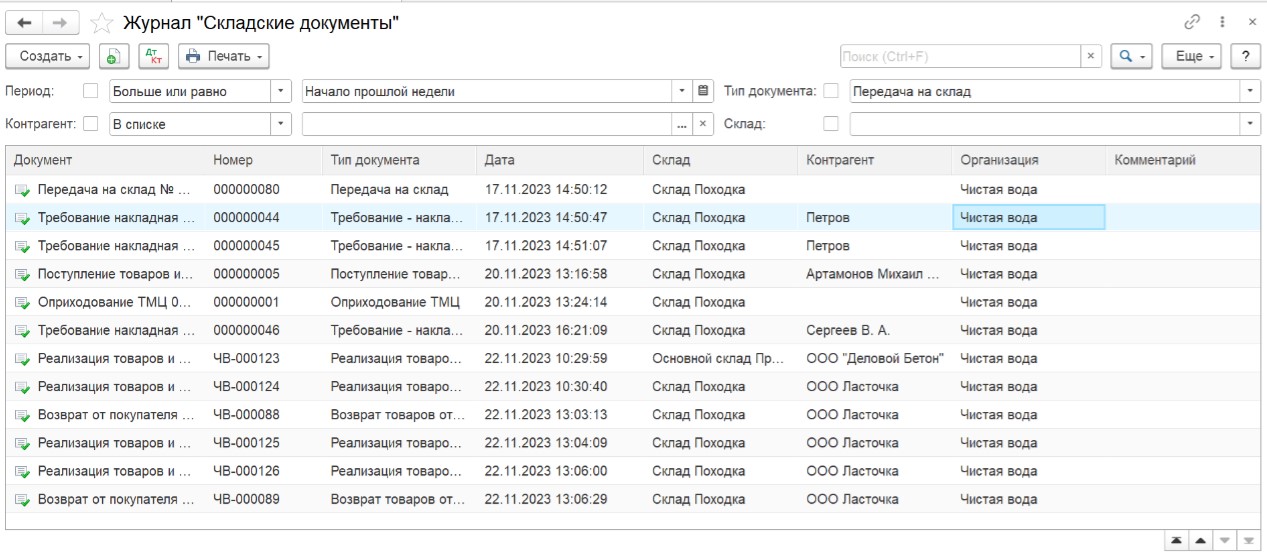 Журнал "Складские документы"
Создать Дт Кт Печать Поиск (Ctrl+F) × Еще ?
Период: Больше или равно Начало прошлой недели Тип документа: Передача на склад
Контрагент: В списке ... × Склад:
Документ Номер Тип документа Дата Склад Контрагент Организация Комментарий
Передача на склад № ... 000000080 Передача на склад 17.11.2023 14:50:12 Склад Походка Чистая вода
Требование накладная ... 000000044 Требование - накла... 17.11.2023 14:50:47 Склад Походка Петров Чистая вода
Требование накладная ... 000000045 Требование - накла... 17.11.2023 14:51:07 Склад Походка Петров Чистая вода
Поступление товаров и... 000000005 Поступление товар... 20.11.2023 13:16:58 Склад Походка Артамонов Михаил ... Чистая вода
Оприходование ТМЦ 0... 000000001 Оприходование ТМЦ 20.11.2023 13:24:14 Склад Походка Чистая вода
Требование накладная ... 000000046 Требование - накла... 20.11.2023 16:21:09 Склад Походка Сергеев В. А. Чистая вода
Реализация товаров и ... ЧВ-000123 Реализация товаро... 22.11.2023 10:29:59 Основной склад Пр... ООО "Деловой Бетон" Чистая вода
Реализация товаров и ... ЧВ-000124 Реализация товаро... 22.11.2023 10:30:40 Склад Походка ООО Ласточка Чистая вода
Возврат от покупателя ... ЧВ-000088 Возврат товаров от... 22.11.2023 13:03:13 Склад Походка ООО Ласточка Чистая вода
Реализация товаров и ... ЧВ-000125 Реализация товаро... 22.11.2023 13:04:09 Склад Походка ООО Ласточка Чистая вода
Реализация товаров и ... ЧВ-000126 Реализация товаро... 22.11.2023 13:06:00 Склад Походка ООО Ласточка Чистая вода
Возврат от покупателя ... ЧВ-000089 Возврат товаров от... 22.11.2023 13:06:29 Склад Походка ООО Ласточка Чистая вода